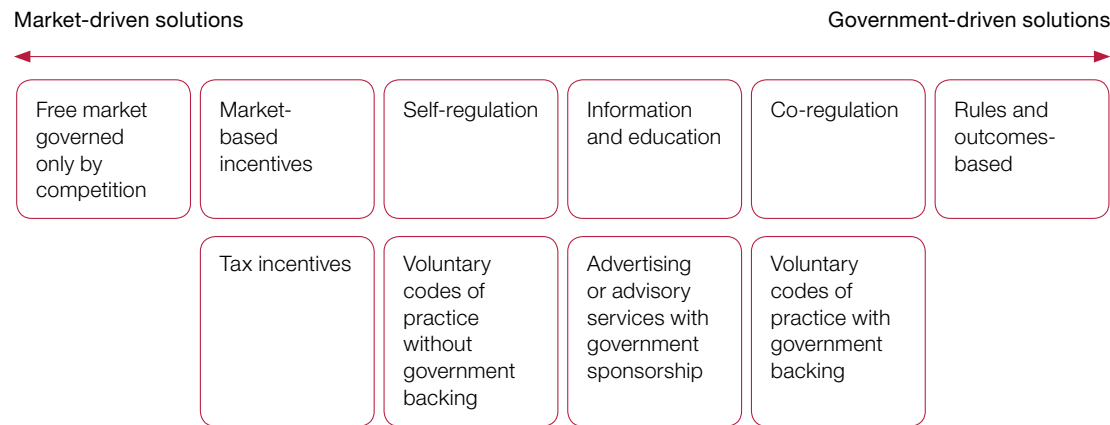 Market-driven solutions
Government-driven solutions
Free market
governed
only by
competition
Market-
based
incentives
Self-regulation
Information
and education
Co-regulation
Rules and
outcomes-
based
Tax incentives
Voluntary
codes of
practice
without
government
backing
Advertising
or advisory
services with
government
sponsorship
Voluntary
codes of
practice with
government
backing